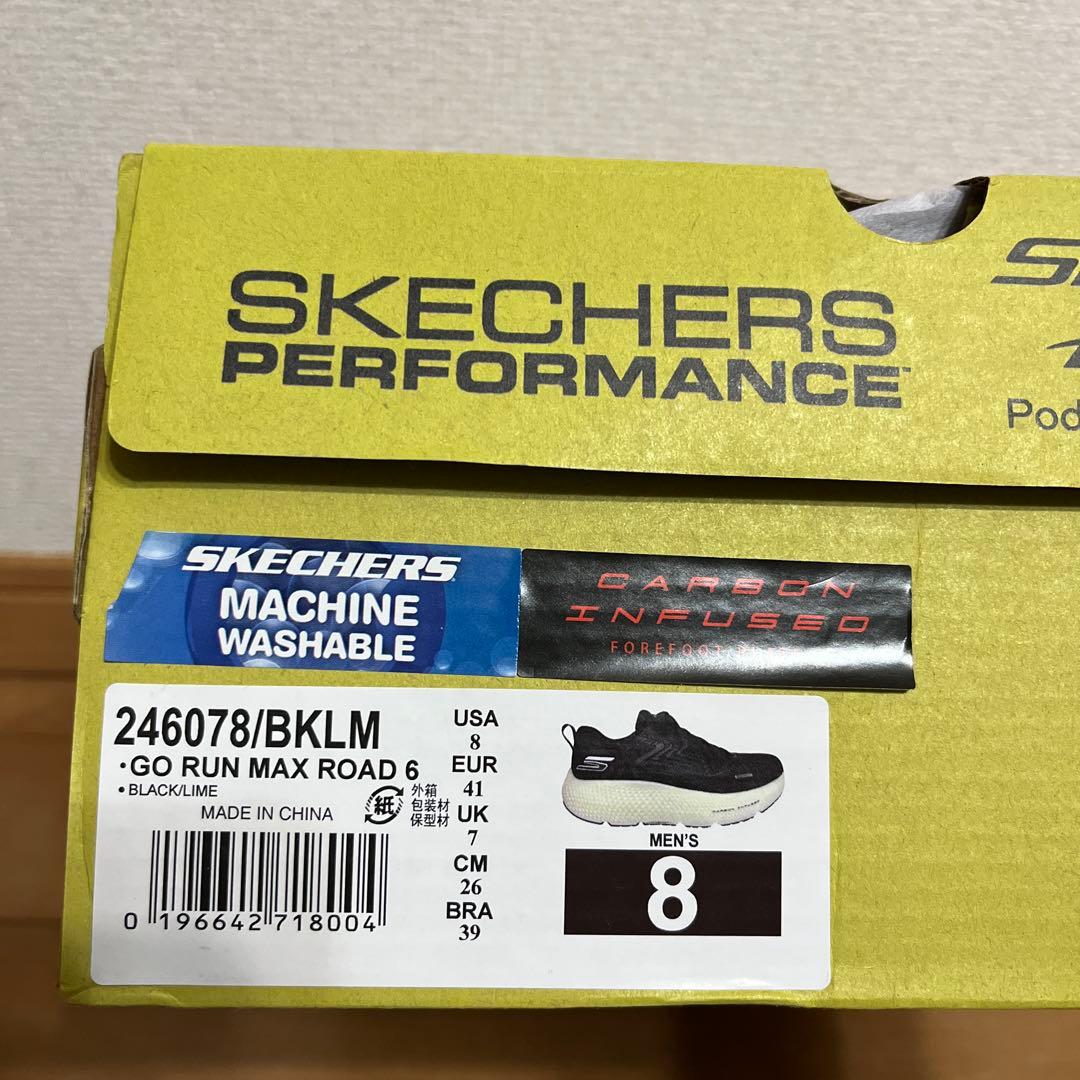 SKECHERS
PERFORMANCE™
Pod
SKECHERS
MACHINE
WASHABLE
CARBON
INFUSED
FOREFOOT
246078/BKLM
•GO RUN MAX ROAD 6
•BLACK/LIME
MADE IN CHINA
紙
外箱
包装材
保型材
USA
8
EUR
41
UK
7
CM
26
BRA
39
MEN'S
8
0 196642 718004